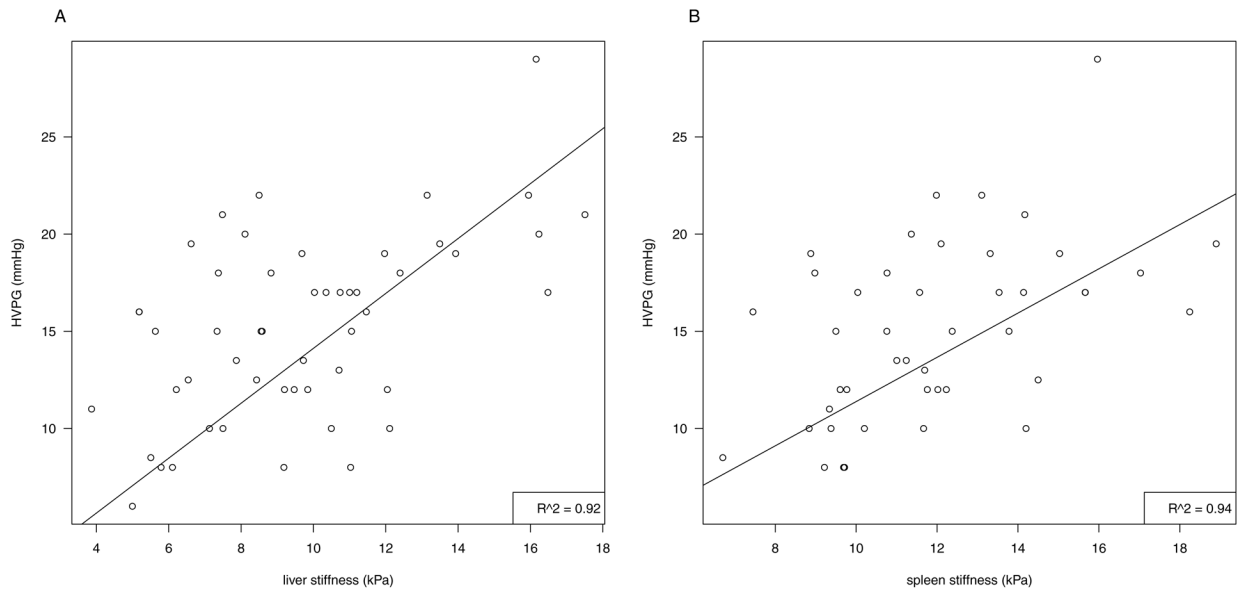 A
HVPG (mmHg)
25
20
15
10
4 6 8 10 12 14 16 18
liver stiffness (kPa)
R^2 = 0.92
B
HVPG (mmHg)
25
20
15
10
8 10 12 14 16 18
spleen stiffness (kPa)
R^2 = 0.94